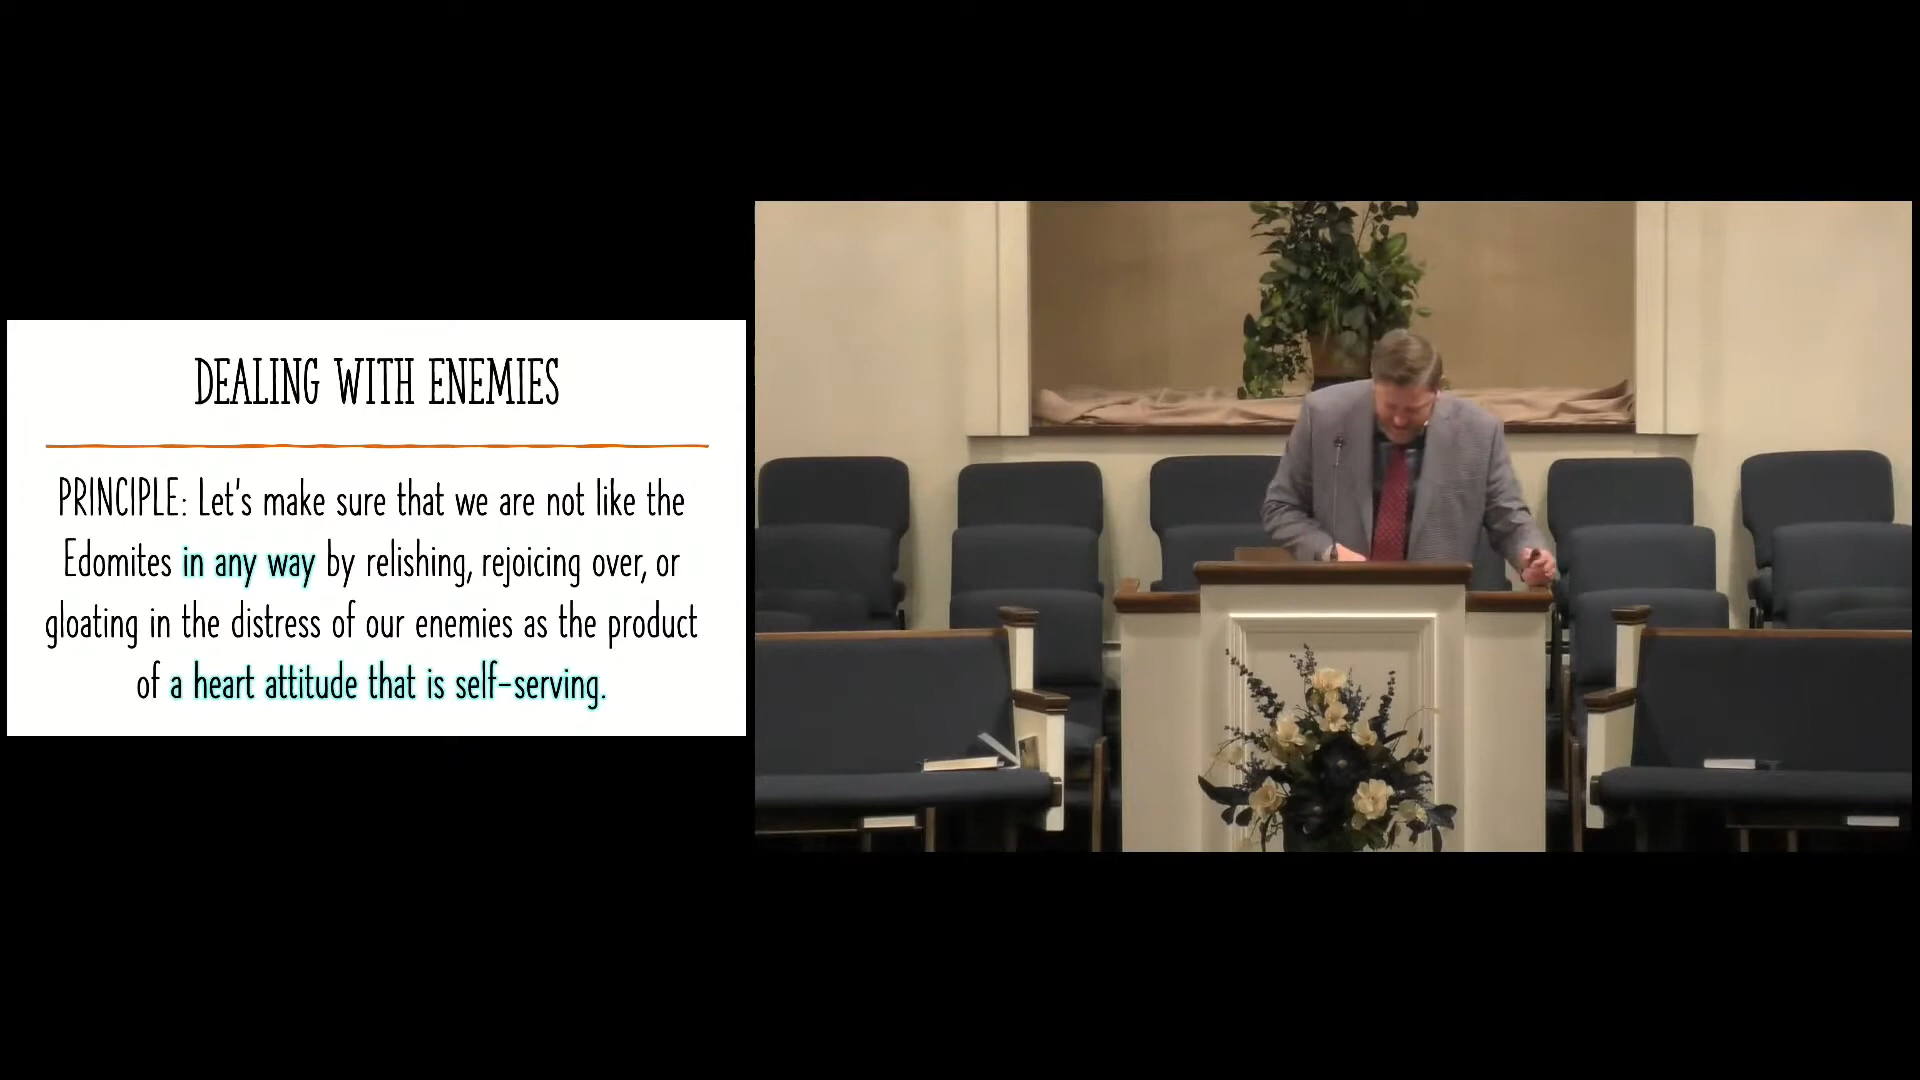 DEALING WITH ENEMIES
PRINCIPLE: Let's make sure that we are not like the
Edomites in any way by relishing, rejoicing over, or
gloating in the distress of our enemies as the product
of a heart attitude that is self-serving.